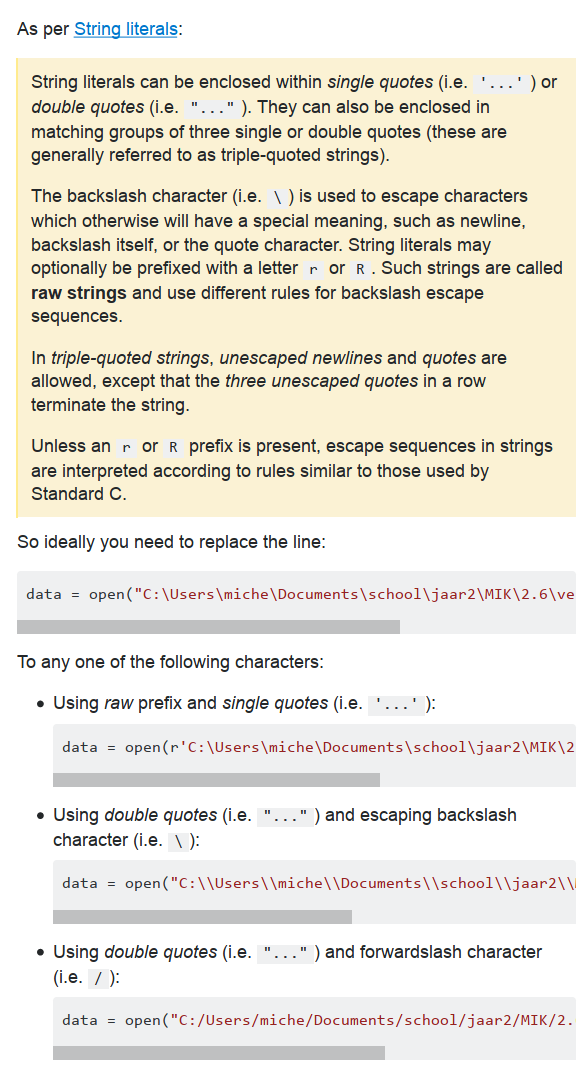 As per String literals:
String literals can be enclosed within single quotes (i.e. '...' ) or
double quotes (i.e. "..." ). They can also be enclosed in
matching groups of three single or double quotes (these are
generally referred to as triple-quoted strings).
The backslash character (i.e. \ ) is used to escape characters
which otherwise will have a special meaning, such as newline,
backslash itself, or the quote character. String literals may
optionally be prefixed with a letter r or R . Such strings are called
raw strings and use different rules for backslash escape
sequences.
In triple-quoted strings, unescaped newlines and quotes are
allowed, except that the three unescaped quotes in a row
terminate the string.
Unless an r or R prefix is present, escape sequences in strings
are interpreted according to rules similar to those used by
Standard C.
So ideally you need to replace the line:
data = open("C:\Users\miche\Documents\school\jaar2\MIK\2.6\ve
To any one of the following characters:
• Using raw prefix and single quotes (i.e. '...' ):
data = open(r'C:\Users\miche\Documents\school\jaar2\MIK\2
• Using double quotes (i.e. "..." ) and escaping backslash
character (i.e. \ ):
data = open("C:\\Users\\miche\\Documents\\school\\jaar2\\
• Using double quotes (i.e. "..." ) and forwardslash character
(i.e. / ):
data = open("C:/Users/miche/Documents/school/jaar2/MIK/2.